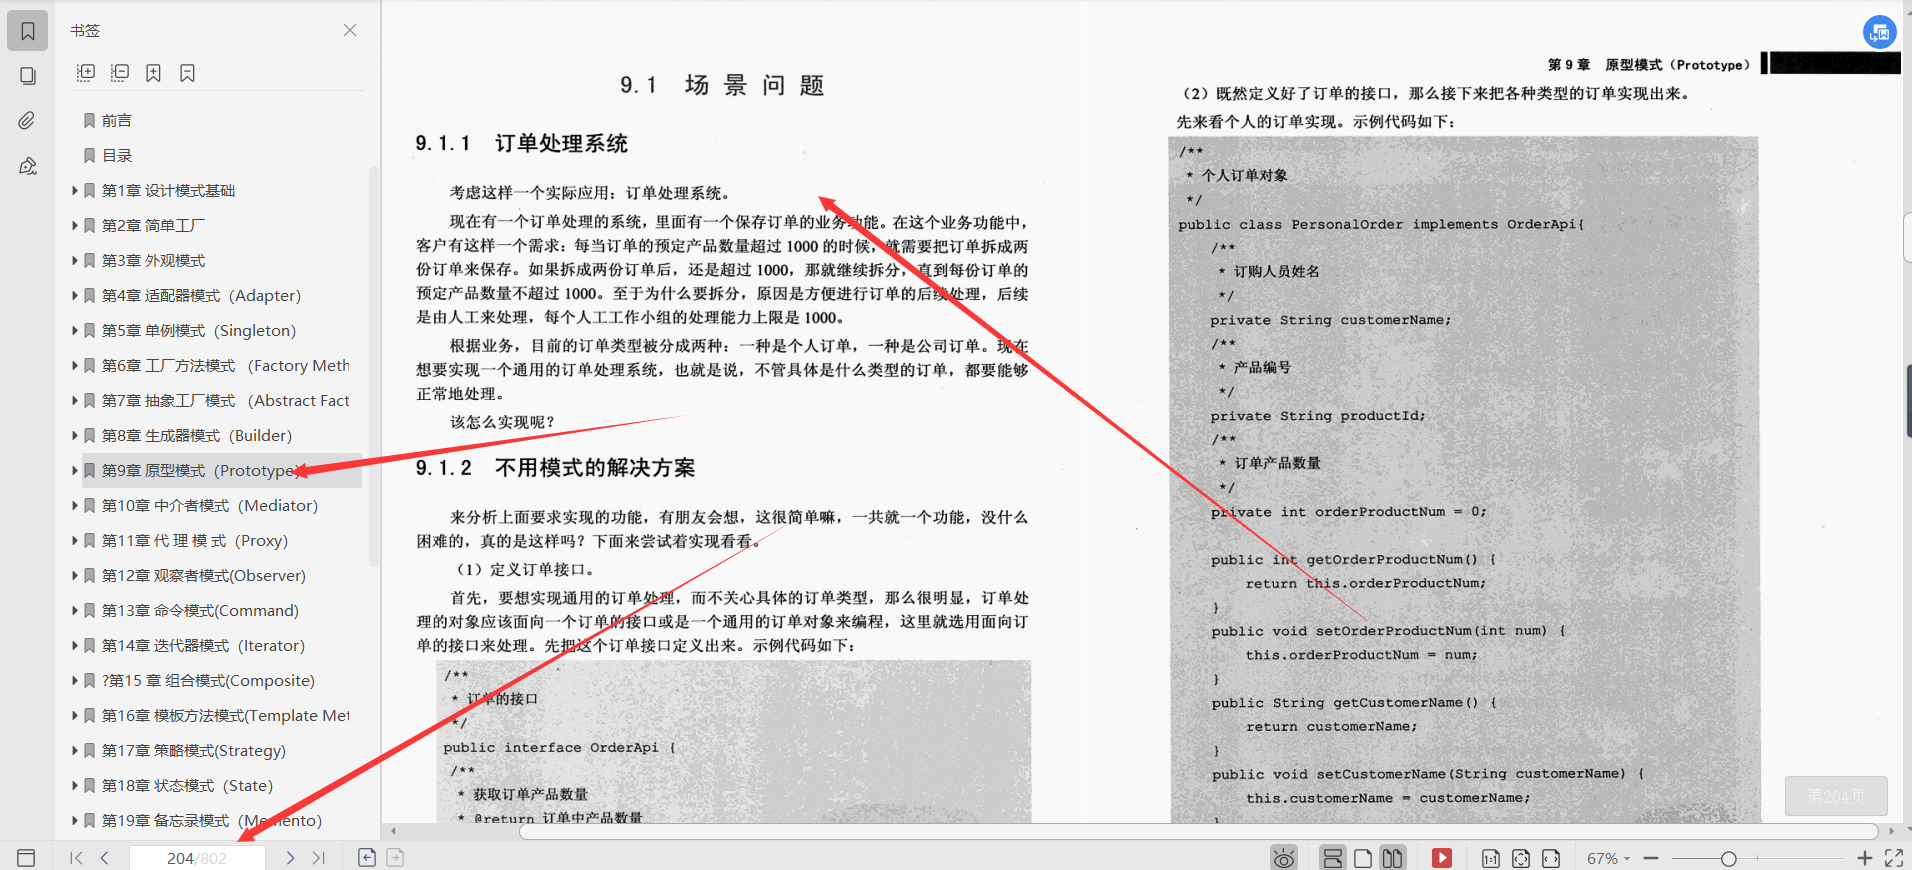 书签
前言
目录
第1章 设计模式基础
第2章 简单工厂
第3章 外观模式
第4章 适配器模式（Adapter）
第5章 单例模式（Singleton）
第6章 工厂方法模式 （Factory Meth
第7章 抽象工厂模式 （Abstract Fact
第8章 生成器模式（Builder）
第9章 原型模式（Prototype）
第10章 中介者模式（Mediator）
第11章 代 理 模 式（Proxy）
第12章 观察者模式(Observer)
第13章 命令模式(Command)
第14章 迭代器模式（Iterator）
?第15 章 组合模式(Composite)
第16章 模板方法模式(Template Met
第17章 策略模式(Strategy)
第18章 状态模式（State）
第19章 备忘录模式（Memento）
9.1 场 景 问 题
9.1.1 订单处理系统
考虑这样一个实际应用：订单处理系统。
现在有一个订单处理的系统，里面有一个保存订单的业务功能。在这个业务功能中，
客户有这样一个需求：每当订单的预定产品数量超过 1000 的时候，就需要把订单拆成两
份订单来保存。如果拆成两份订单后，还是超过 1000，那就继续拆分，直到每份订单的
预定产品数量不超过 1000。至于为什么要拆分，原因是方便进行订单的后续处理，后续
是由人工来处理，每个人工工作小组的处理能力上限是 1000。
根据业务，目前的订单类型被分成两种：一种是个人订单，一种是公司订单。现在
想要实现一个通用的订单处理系统，也就是说，不管具体是什么类型的订单，都要能够
正常地处理。
该怎么实现呢？
9.1.2 不用模式的解决方案
来分析上面要求实现的功能，有朋友会想，这很简单嘛，一共就一个功能，没什么
困难的，真的是这样吗？下面来尝试着实现看看。
（1）定义订单接口。
首先，要想实现通用的订单处理，而不关心具体的订单类型，那么很明显，订单处
理的对象应该面向一个订单的接口或是一个通用的订单对象来编程，这里就选用面向订
单的接口来处理。先把这个订单接口定义出来。示例代码如下：
/**
* 订单的接口
*/
public interface OrderApi {
/**
* 获取订单产品数量
* @return 订单中产品数量
第 9 章 原型模式（Prototype）
（2）既然定义好了订单的接口，那么接下来把各种类型的订单实现出来。
先来看个人的订单实现。示例代码如下：
/**
* 个人订单对象
*/
public class PersonalOrder implements OrderApi{
/**
* 订购人员姓名
*/
private String customerName;
/**
* 产品编号
*/
private String productId;
/**
* 订单产品数量
*/
private int orderProductNum = 0;
public int getOrderProductNum() {
return this.orderProductNum;
}
public void setOrderProductNum(int num) {
this.orderProductNum = num;
}
public String getCustomerName() {
return customerName;
}
public void setCustomerName(String customerName) {
this.customerName = customerName;
}
第204页
204/802
1:1
67%